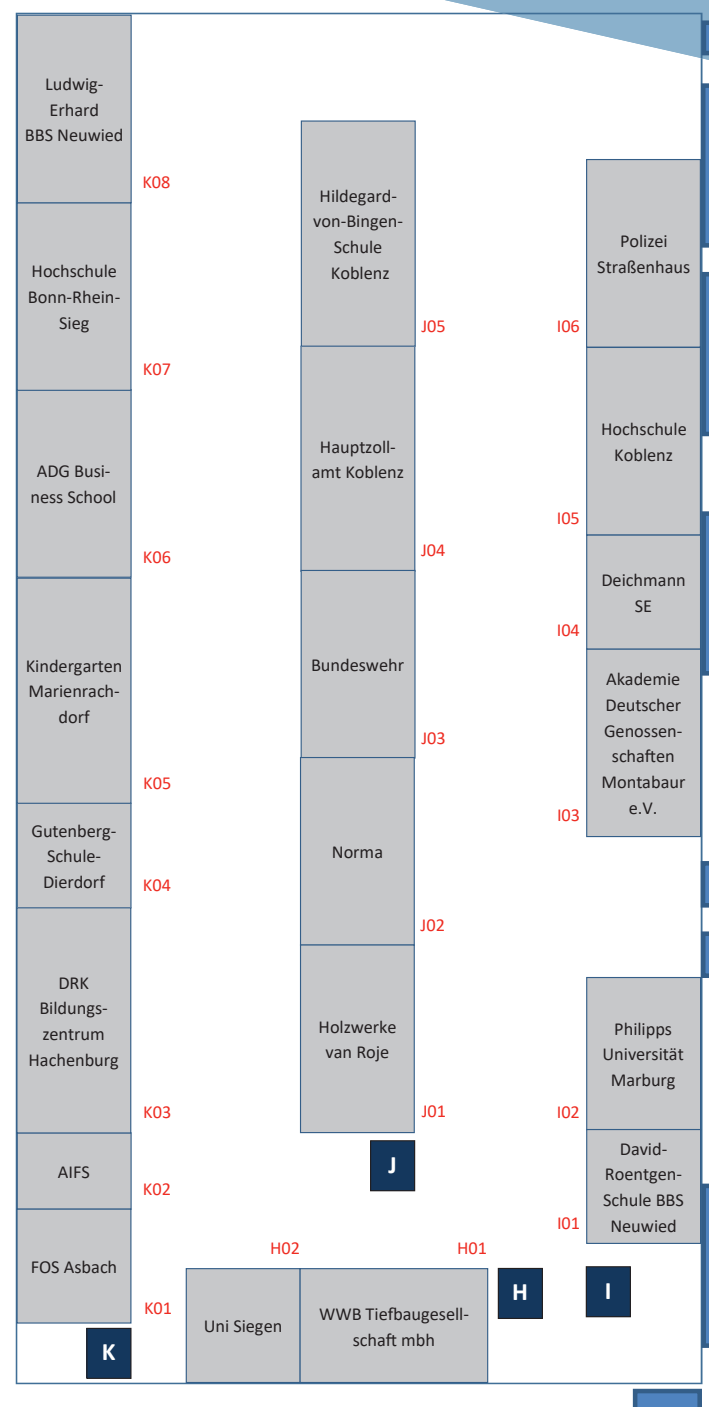 Ludwig-
Erhard
BBS Neuwied
K08
Hochschule
Bonn-Rhein-
Sieg
K07
ADG Busi-
ness School
K06
Kindergarten
Marienrach-
dorf
K05
Gutenberg-
Schule-
Dierdorf
K04
DRK
Bildungs-
zentrum
Hachenburg
K03
AIFS
K02
FOS Asbach
K01
K
Hildegard-
von-Bingen-
Schule
Koblenz
J05
Hauptzoll-
amt Koblenz
J04
Bundeswehr
J03
Norma
J02
Holzwerke
van Roje
J01
J
H02
H01
Uni Siegen
WWB Tiefbaugesell-
schaft mbh
H
Polizei
Straßenhaus
I06
Hochschule
Koblenz
I05
Deichmann
SE
I04
Akademie
Deutscher
Genossen-
schaften
Montabaur
e.V.
I03
Philipps
Universität
Marburg
I02
David-
Roentgen-
Schule BBS
Neuwied
I01
I